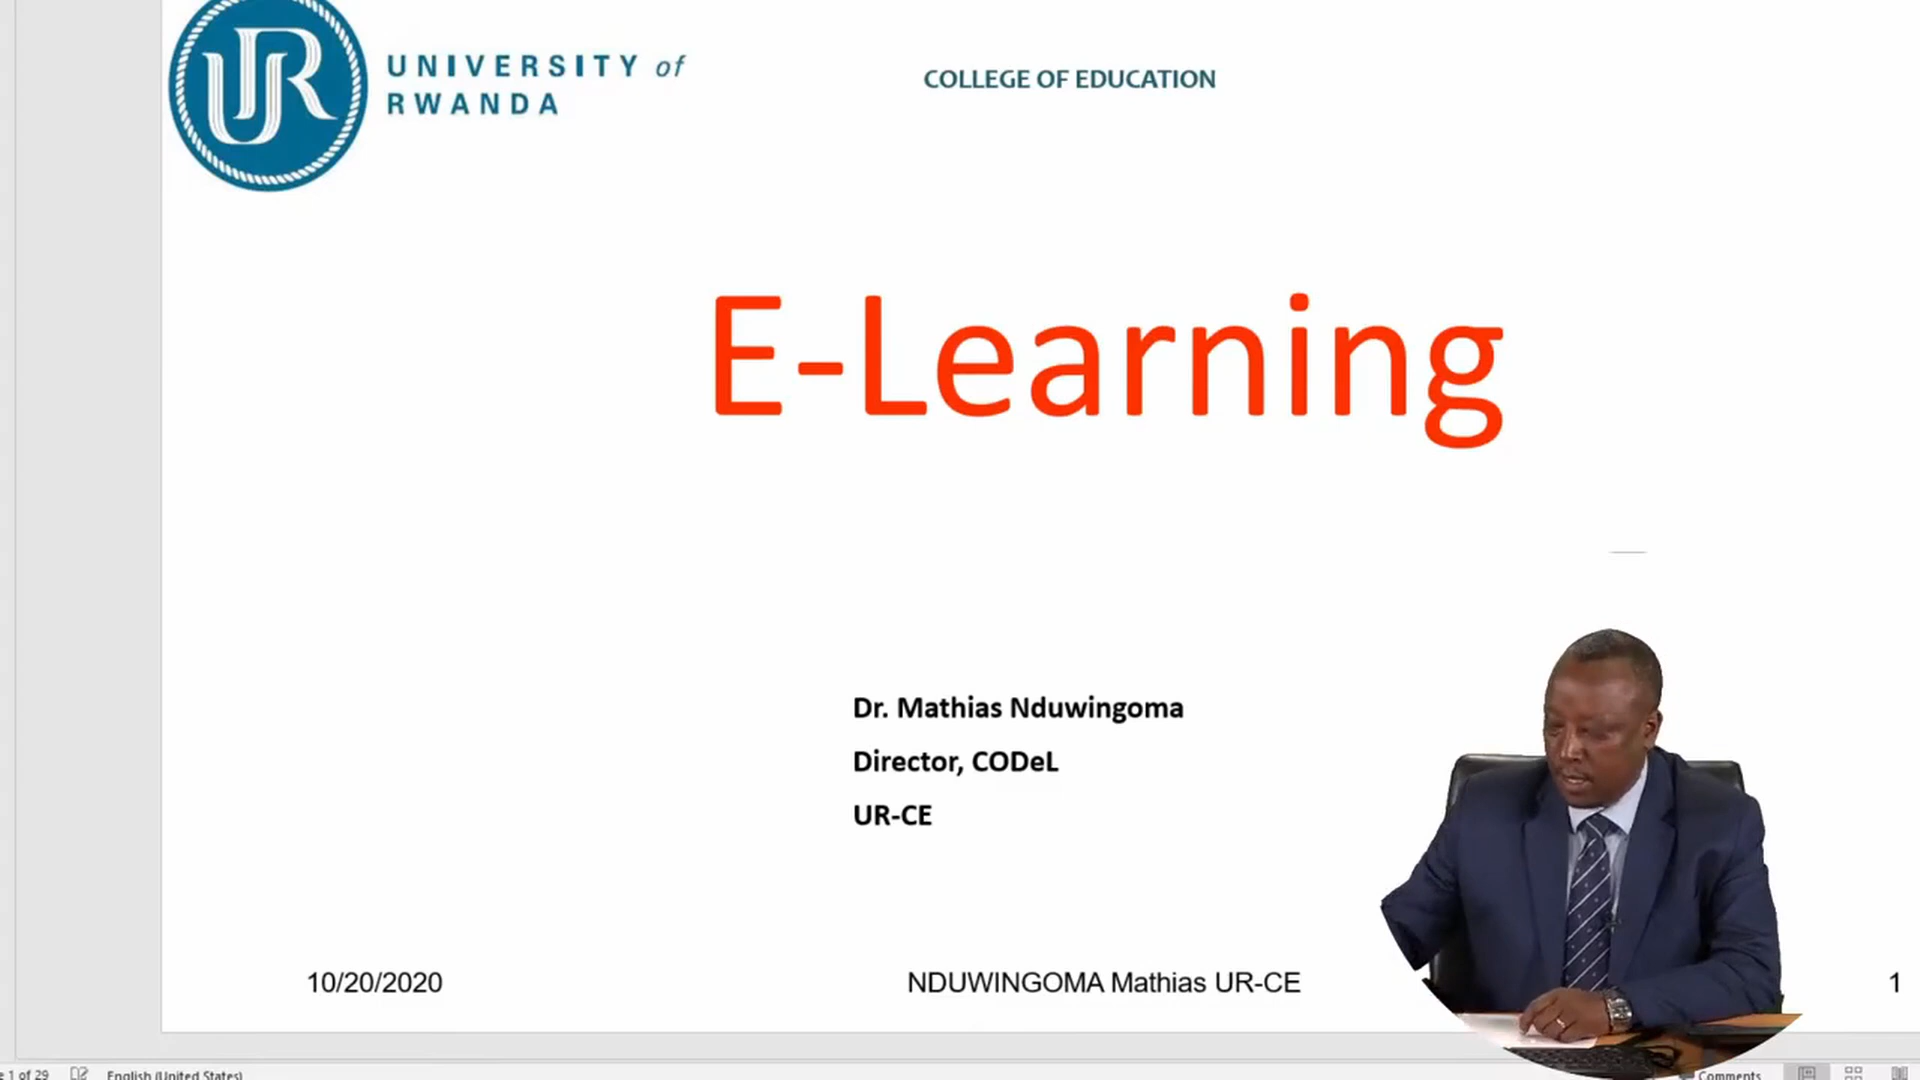 UR
UNIVERSITY of
RWANDA
COLLEGE OF EDUCATION
E-Learning
Dr. Mathias Nduwingoma
Director, CODeL
UR-CE
10/20/2020
NDUWINGOMA Mathias UR-CE
1
1 of 29
English (United States)
Comments